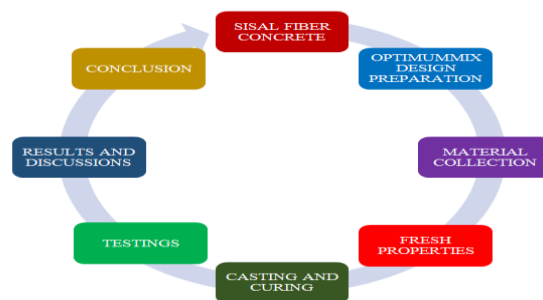 SISAL FIBER
CONCRETE
OPTIMUMMIX
DESIGN
PREPARATION
MATERIAL
COLLECTION
FRESH
PROPERTIES
CASTING AND
CURING
TESTINGS
RESULTS AND
DISCUSSIONS
CONCLUSION